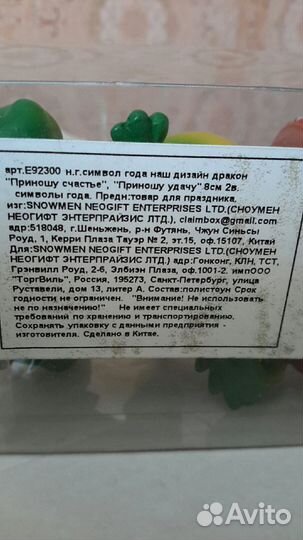 арт.Е92300 н.г.символ года наш дизайн дракон
"Приношу счастье", "Приношу удачу" 8см 2в.
символы года. Предн:товар для праздника.
изг:SNOWMEN NEOGIFT ENTERPRISES LTD.(СНОУМЕН
НЕОГИФТ ЭНТЕРПРАЙЗИС ЛТД.), claimbox@gmail.com
адр:518048, г.Шеньжень, р-н Футянь, Чжун Синьсы
Роуд, 1, Керри Плаза Тауэр № 2, эт.15, оф.15107, Китай
Для:SNOWMEN NEOGIFT ENTERPRISES LTD.(СНОУМЕН
НЕОГИФТ ЭНТЕРПРАЙЗИС ЛТД.) адр:Гонконг, КЛН, ТСТ,
Грэнвилл Роуд, 2-6, Элбиэн Плаза, оф.1001-2. импООО
"ТоргВиль", Россия, 195273, Санкт-Петербург, улица
Руставели, дом 13, литер А, Состав:полистоун Срок
годности не ограничен. "Внимание! Не использовать
не по назначению!" Не имеет специальных
требований по хранению и транспортированию.
Сохранять упаковку с данными предприятия -
изготовителя. Сделано в Китае.
Avito